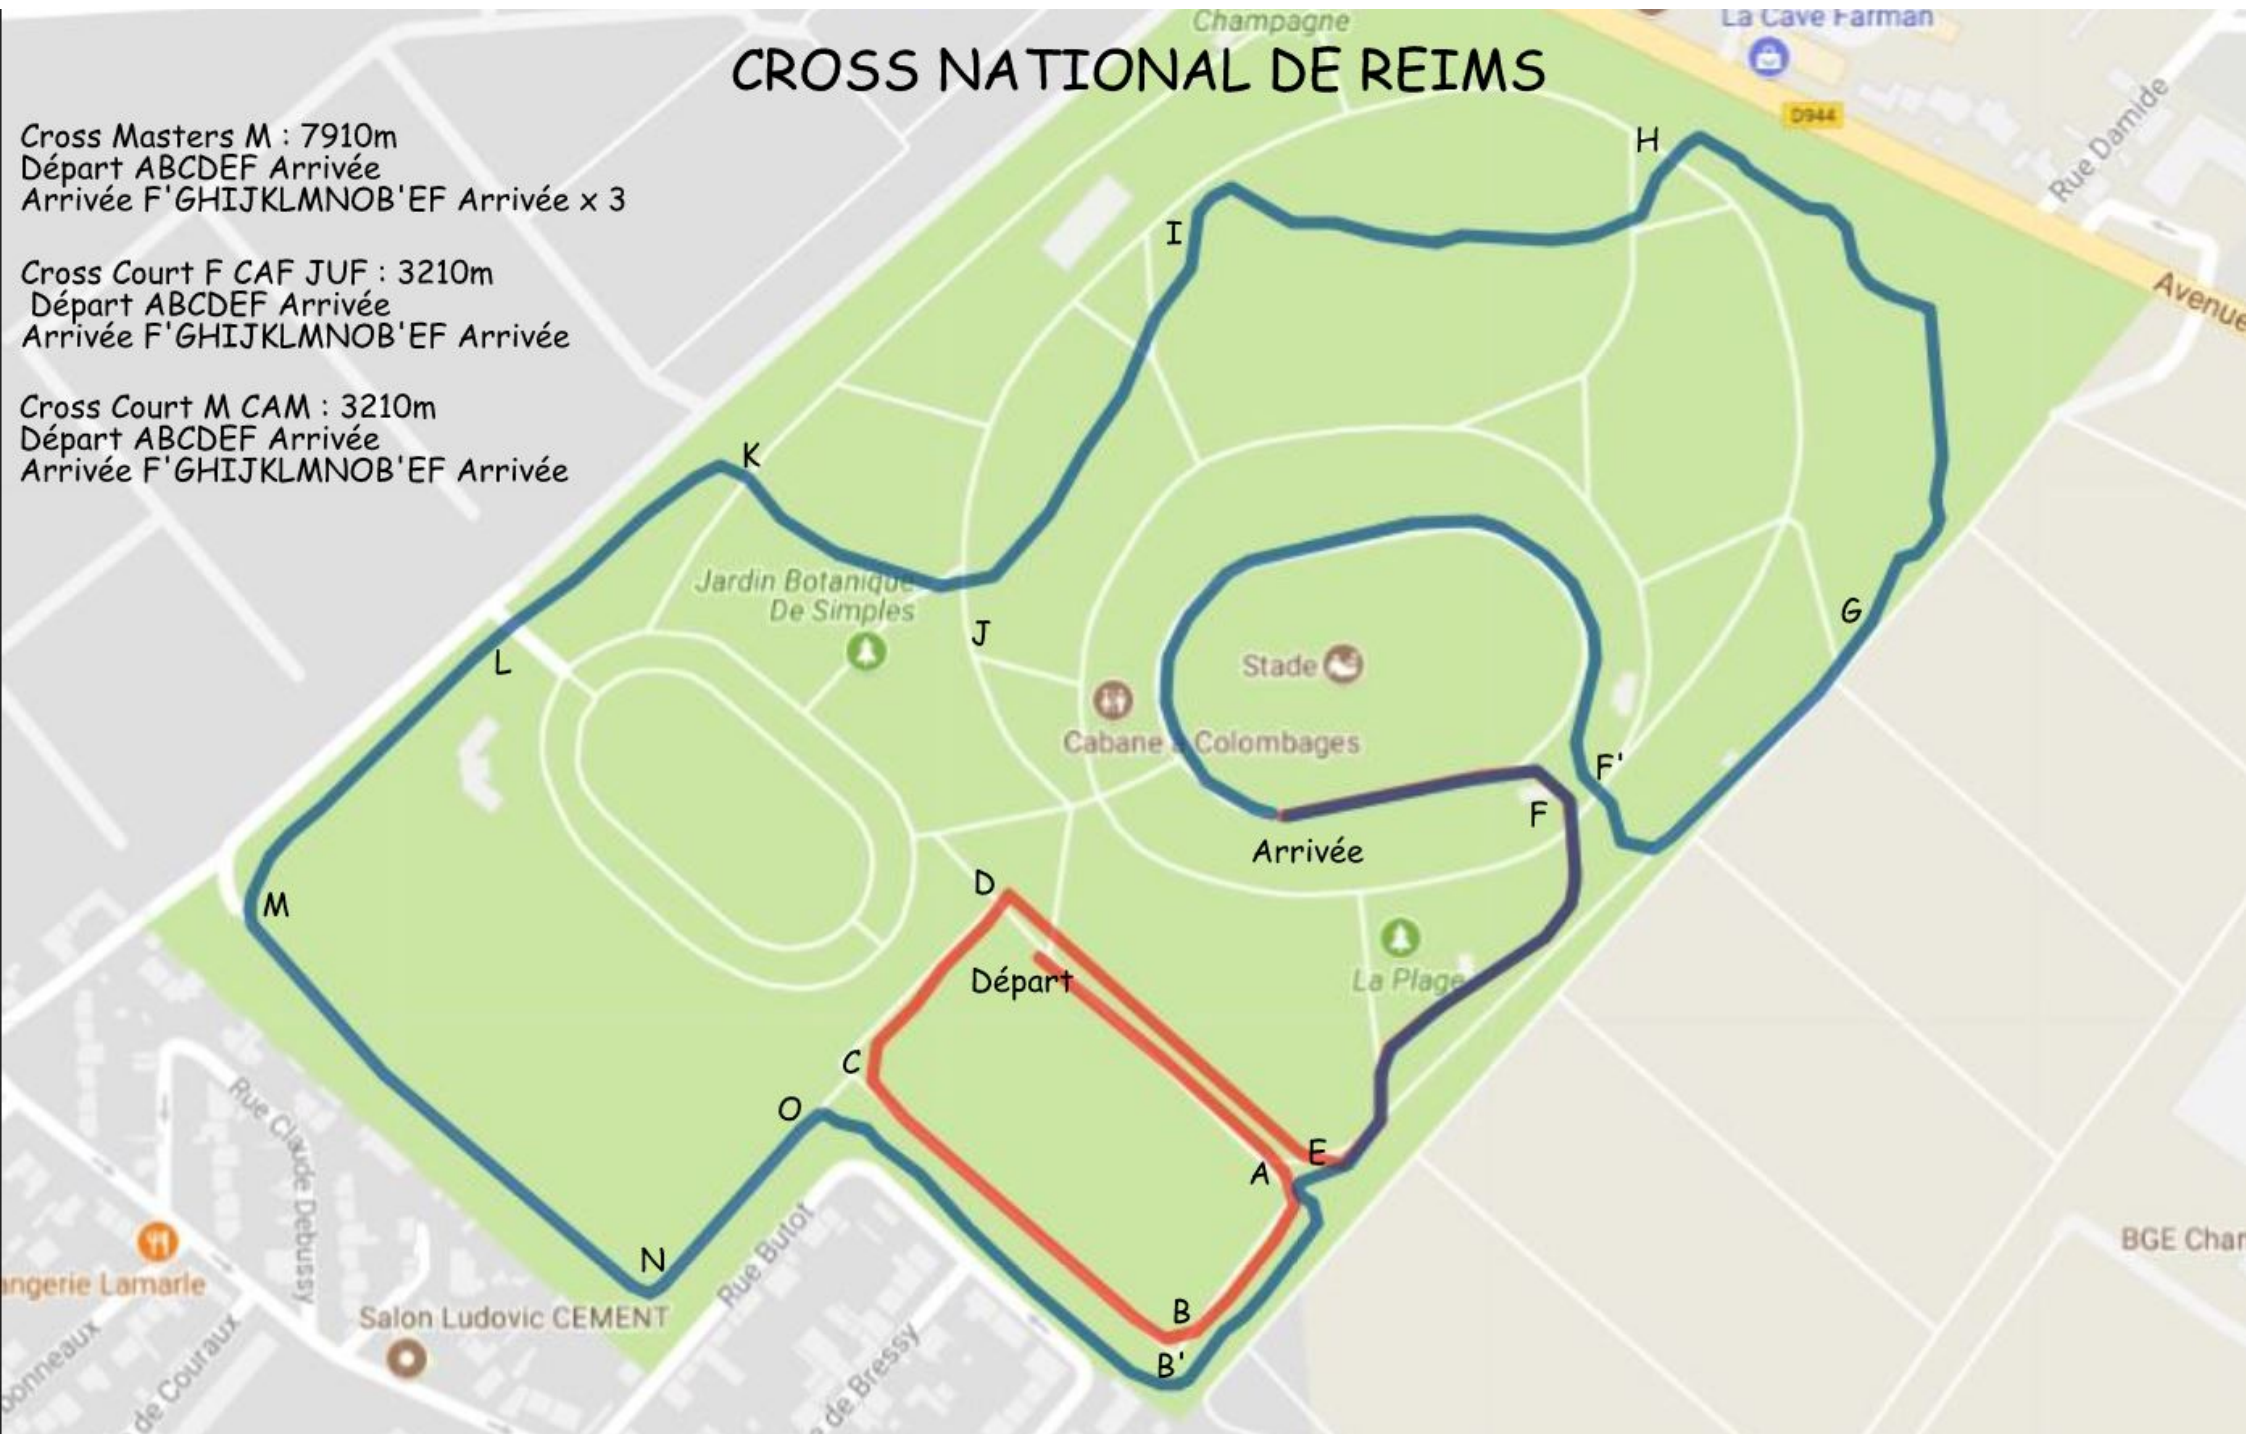 Champagne
La Cave Farman
CROSS NATIONAL DE REIMS
D944
Rue Damide
Avenue
Cross Masters M : 7910m
Départ ABCDEF Arrivée
Arrivée F'GHIJKLMNOB'EF Arrivée x 3
Cross Court F CAF JUF : 3210m
Départ ABCDEF Arrivée
Arrivée F'GHIJKLMNOB'EF Arrivée
Cross Court M CAM : 3210m
Départ ABCDEF Arrivée
Arrivée F'GHIJKLMNOB'EF Arrivée
H
I
K
Jardin Botanique
De Simples
J
G
L
Stade
Cabane à Colombages
F'
F
Arrivée
D
M
Départ
La Plage
C
O
E
A
Rue Claude Debussy
N
B
B'
Rue Butot
BGE Char
angerie Lamarle
Salon Ludovic CEMENT
bonneaux
de Couraux
de Bressy